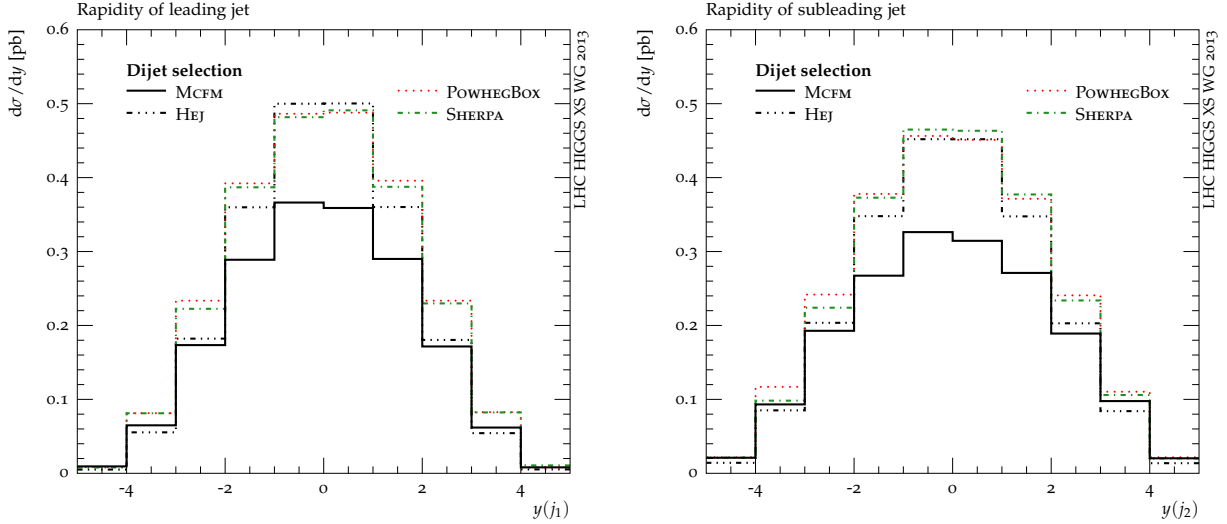 Rapidity of leading jet
dσ/dy [pb]
0.6
0.5
0.4
0.3
0.2
0.1
0
Dijet selection
MCFM
HEJ
POWHEGBOX
SHERPA
LHC HIGGS XS WG 2013
-4 -2 0 2 4
y(j1)
Rapidity of subleading jet
dσ/dy [pb]
0.6
0.5
0.4
0.3
0.2
0.1
0
Dijet selection
MCFM
HEJ
POWHEGBOX
SHERPA
LHC HIGGS XS WG 2013
-4 -2 0 2 4
y(j2)